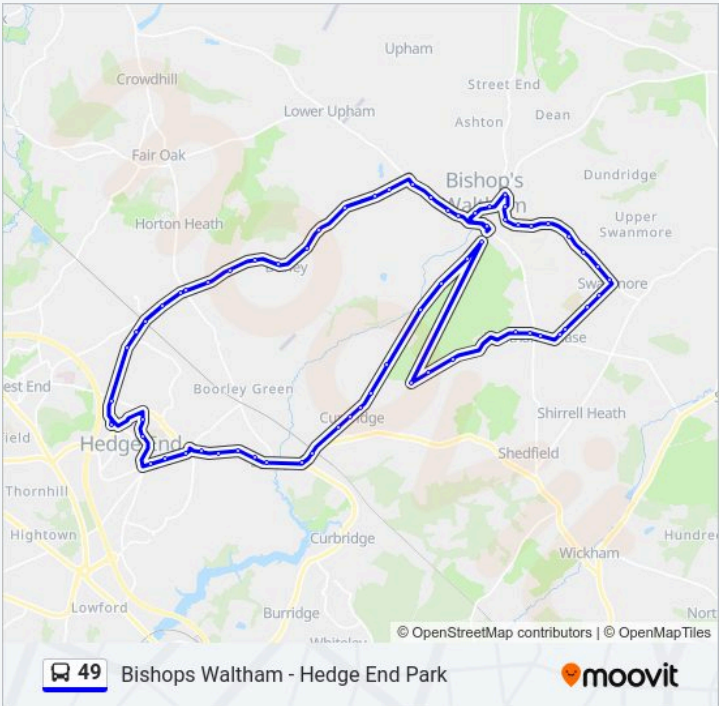 Upham
Crowdhill
Street End
Lower Upham
Ashton
Dean
Fair Oak
Bishop's
Dundridge
Upper
Swanmore
Horton Heath
Boorley Green
Shirrell Heath
Hedge End
Shedfield
Thornhill
Hightown
Curbridge
Wickham
Lowford
Burridge
© OpenStreetMap contributors | © OpenMapTiles
49 Bishops Waltham - Hedge End Park
moovit